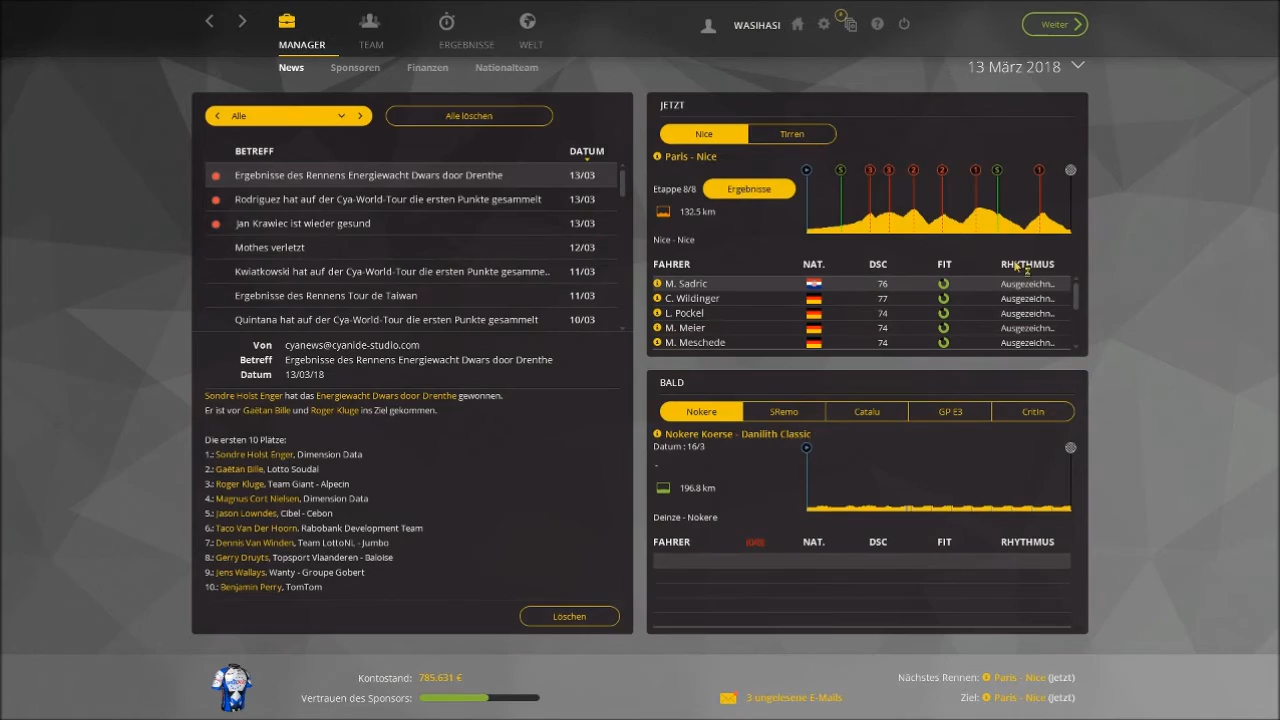 MANAGER
TEAM
ERGEBNISSE
WELT
WASIHASI
Weiter
News
Sponsoren
Finanzen
Nationalteam
13 März 2018
Alle
Alle löschen
BETREFF DATUM
Ergebnisse des Rennens Energiewacht Dwars door Drenthe 13/03
Rodriguez hat auf der Cya-World-Tour die ersten Punkte gesammelt 13/03
Jan Krawiec ist wieder gesund 13/03
Mothes verletzt 12/03
Kwiatkowski hat auf der Cya-World-Tour die ersten Punkte gesamme.. 11/03
Ergebnisse des Rennens Tour de Taiwan 11/03
Quintana hat auf der Cya-World-Tour die ersten Punkte gesammelt 10/03
Von cyanews@cyanide-studio.com
Betreff Ergebnisse des Rennens Energiewacht Dwars door Drenthe
Datum 13/03/18
Sondre Holst Enger hat das Energiewacht Dwars door Drenthe gewonnen.
Er ist vor Gaëtan Bille und Roger Kluge ins Ziel gekommen.
Die ersten 10 Plätze:
1.: Sondre Holst Enger, Dimension Data
2.: Gaëtan Bille, Lotto Soudal
3.: Roger Kluge, Team Giant - Alpecin
4.: Magnus Cort Nielsen, Dimension Data
5.: Jason Lowndes, Cibel - Cebon
6.: Taco Van Der Hoorn, Rabobank Development Team
7.: Dennis Van Winden, Team LottoNL - Jumbo
8.: Gerry Druyts, Topsport Vlaanderen - Baloise
9.: Jens Wallays, Wanty - Groupe Gobert
10.: Benjamin Perry, TomTom
Löschen
JETZT
Nice
Tirren
Paris - Nice
Etappe 8/8
Ergebnisse
132.5 km
Nice - Nice
S 3 3 2 2 1 S 1
FAHRER NAT. DSC FIT RHYTHMUS
M. Sadric 76 Ausgezeichn..
C. Wildinger 77 Ausgezeichn..
L. Pockel 74 Ausgezeichn..
M. Meier 74 Ausgezeichn..
M. Meschede 74 Ausgezeichn..
BALD
Nokere
SRemo
Catalu
GP E3
CritIn
Nokere Koerse - Danilith Classic
Datum : 16/3
-
196.8 km
Deinze - Nokere
FAHRER NAT. DSC FIT RHYTHMUS
Kontostand: 785.631 €
Vertrauen des Sponsors:
3 ungelesene E-Mails
Nächstes Rennen: Paris - Nice (Jetzt)
Ziel: Paris - Nice (Jetzt)